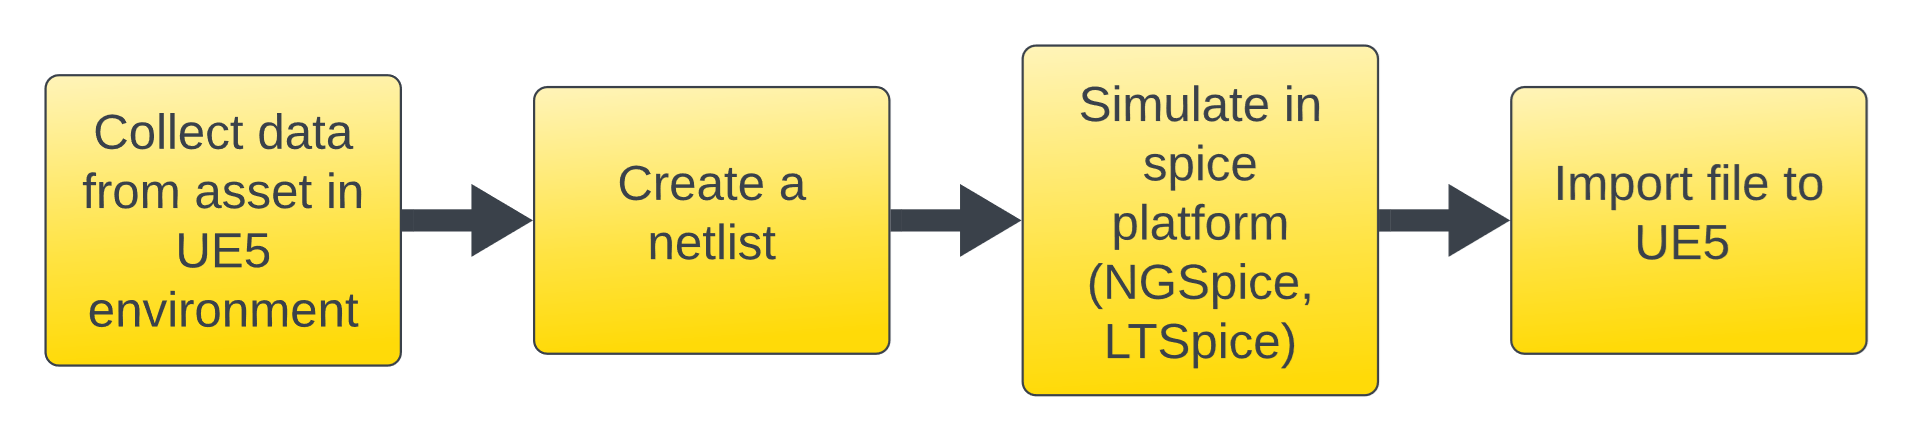 Collect data
from asset in
UE5
environment
Create a
netlist
Simulate in
spice
platform
(NGSpice,
LTSpice)
Import file to
UE5